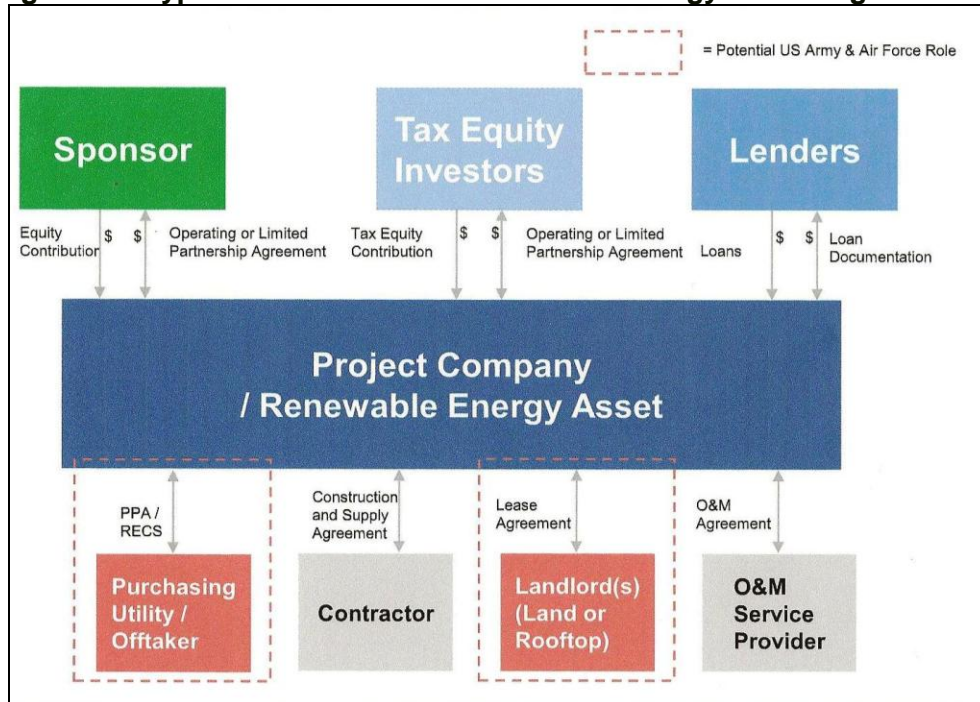 = Potential US Army & Air Force Role
Sponsor
Tax Equity
Investors
Lenders
Equity
Contribution
$ $
Operating or Limited
Partnership Agreement
Tax Equity
Contribution
$ $
Operating or Limited
Partnership Agreement
Loans
$ $
Loan
Documentation
Project Company
/ Renewable Energy Asset
PPA /
RECS
Construction
and Supply
Agreement
Lease
Agreement
O&M
Agreement
Purchasing
Utility /
Offtaker
Contractor
Landlord(s)
(Land or
Rooftop)
O&M
Service
Provider